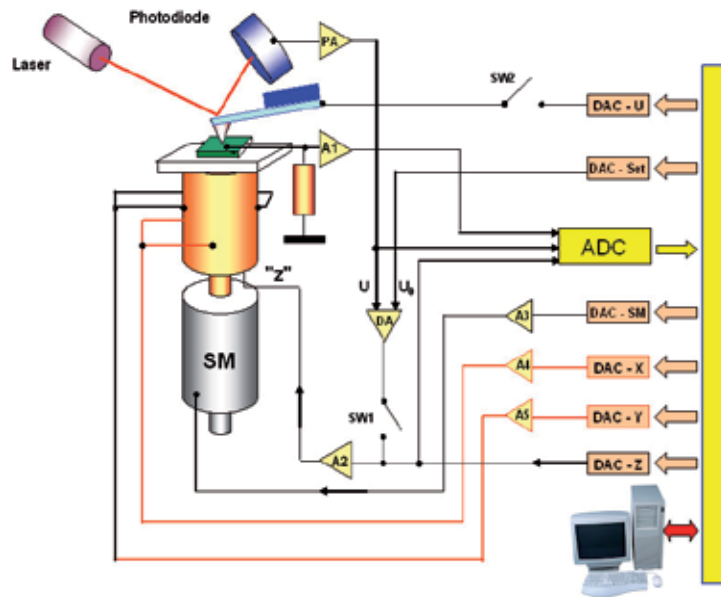 Photodiode
Laser
PA
SW2
DAC - U
A1
DAC - Set
ADC
"Z"
U
U₀
DA
SM
A3
DAC - SM
A4
DAC - X
SW1
A5
DAC - Y
A2
DAC - Z